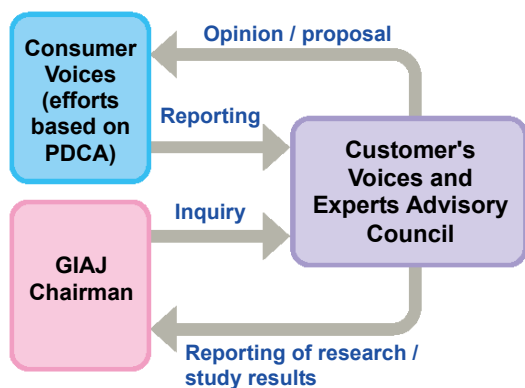 Opinion / proposal
Consumer
Voices
(efforts
based on
PDCA)
Reporting
Customer's
Voices and
Experts Advisory
Council
Inquiry
GIAJ
Chairman
Reporting of research /
study results